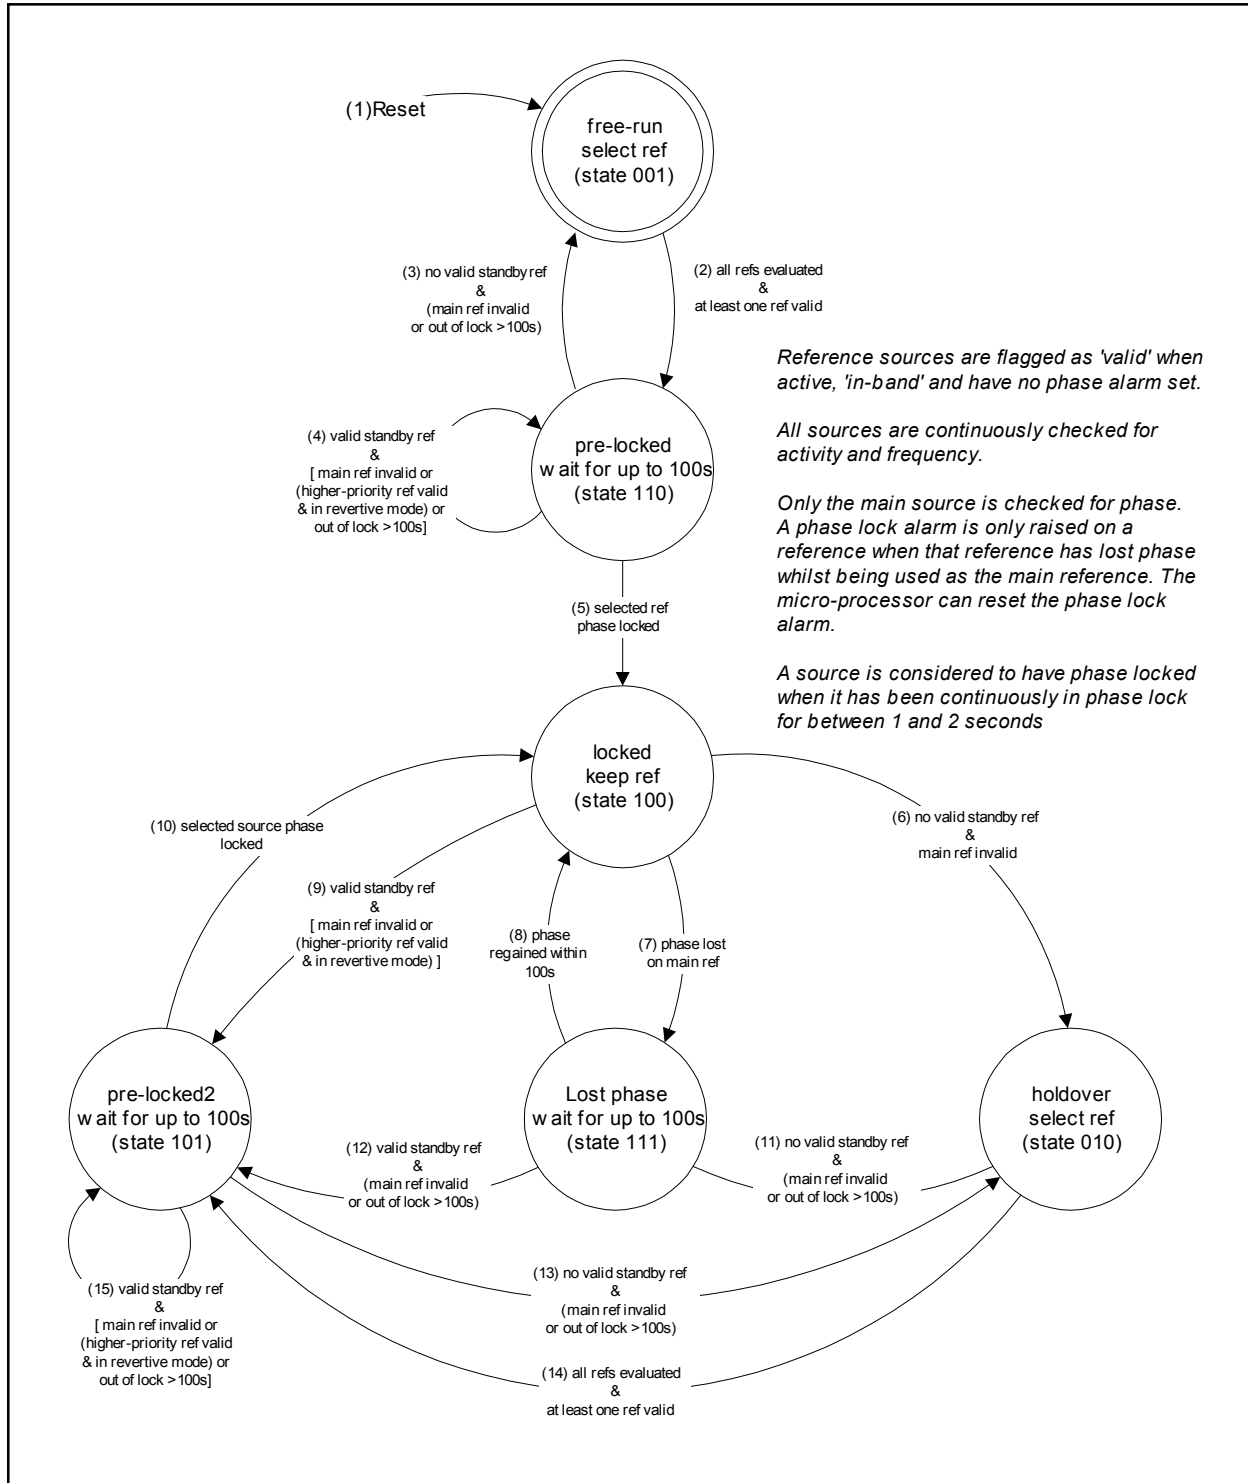 (1)Reset
free-run
select ref
(state 001)
(3) no valid standby ref
&
(main ref invalid
or out of lock >100s)
(2) all refs evaluated
&
at least one ref valid
Reference sources are flagged as 'valid' when
active, 'in-band' and have no phase alarm set.
All sources are continuously checked for
activity and frequency.
Only the main source is checked for phase.
A phase lock alarm is only raised on a
reference when that reference has lost phase
whilst being used as the main reference. The
micro-processor can reset the phase lock
alarm.
A source is considered to have phase locked
when it has been continuously in phase lock
for between 1 and 2 seconds
(4) valid standby ref
&
[ main ref invalid or
(higher-priority ref valid
& in revertive mode) or
out of lock >100s]
pre-locked
wait for up to 100s
(state 110)
(5) selected ref
phase locked
locked
keep ref
(state 100)
(10) selected source phase
locked
(6) no valid standby ref
&
main ref invalid
(9) valid standby ref
&
[ main ref invalid or
(higher-priority ref valid
& in revertive mode) ]
(8) phase
regained within
100s
(7) phase lost
on main ref
pre-locked2
wait for up to 100s
(state 101)
Lost phase
wait for up to 100s
(state 111)
holdover
select ref
(state 010)
(12) valid standby ref
&
(main ref invalid
or out of lock >100s)
(11) no valid standby ref
&
(main ref invalid
or out of lock >100s)
(15) valid standby ref
&
[ main ref invalid or
(higher-priority ref valid
& in revertive mode) or
out of lock >100s]
(13) no valid standby ref
&
(main ref invalid
or out of lock >100s)
(14) all refs evaluated
&
at least one ref valid